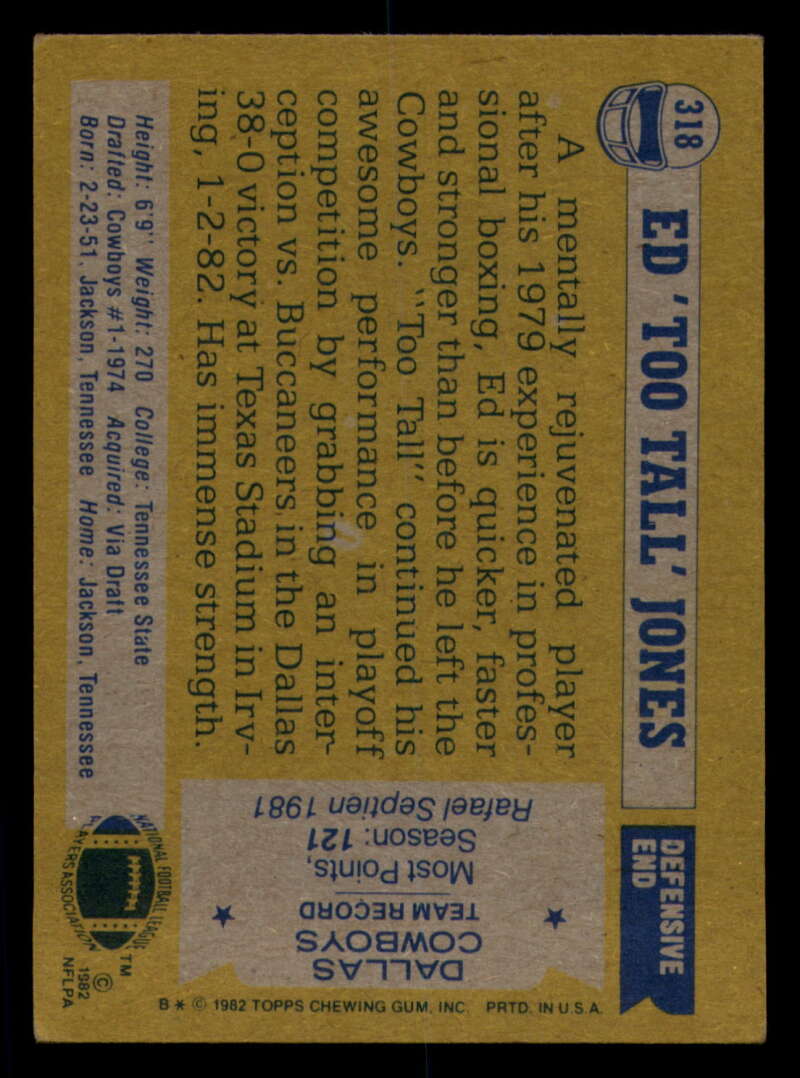 318
ED 'TOO TALL' JONES
DEFENSIVE
END
A mentally rejuvenated player
after his 1979 experience in profes-
sional boxing, Ed is quicker, faster
and stronger than before he left the
Cowboys. "Too Tall" continued his
awesome performance in playoff
competition by grabbing an inter-
ception vs. Buccaneers in the Dallas
38-0 victory at Texas Stadium in Irv-
ing, 1-2-82. Has immense strength.
Height: 6'9" Weight: 270 College: Tennessee State
Drafted: Cowboys #1-1974 Acquired: Via Draft
Born: 2-23-51, Jackson, Tennessee Home: Jackson, Tennessee
DALLAS
COWBOYS
TEAM RECORD
Most Points,
Season: 121
Rafael Septien 1981
NATIONAL FOOTBALL LEAGUE
PLAYERS ASSOCIATION
TM
©
1982
NFLPA
B * © 1982 TOPPS CHEWING GUM, INC. PRTD. IN U.S.A.